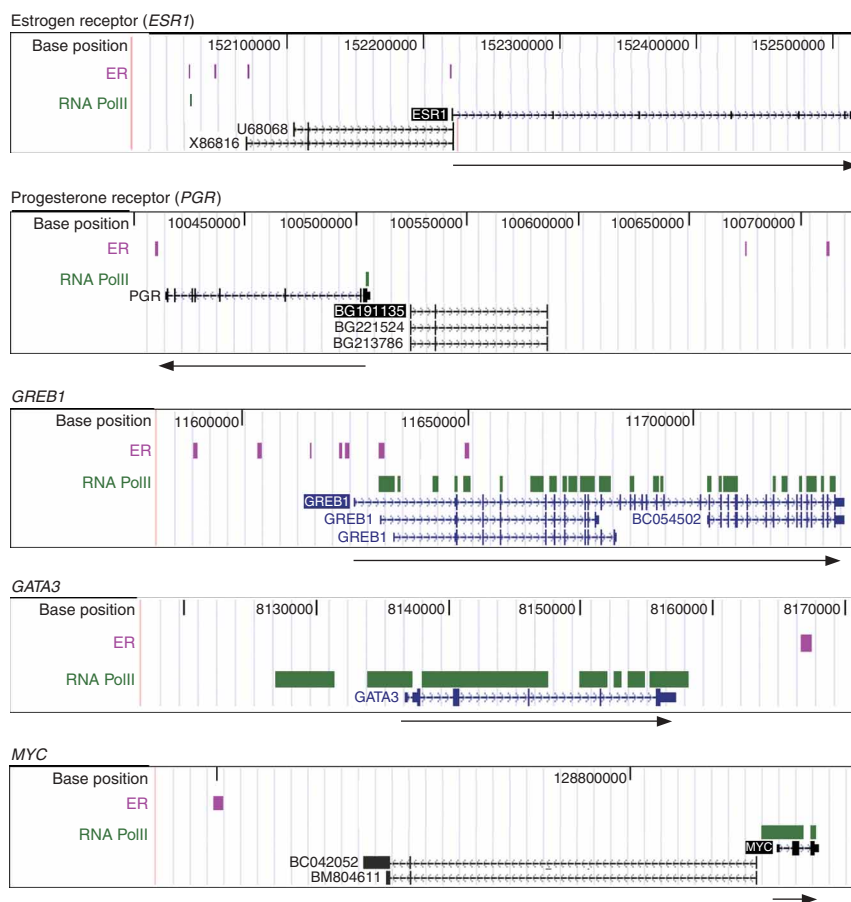 Estrogen receptor (ESR1)
Base position 152100000 152200000 152300000 152400000 152500000
ER
RNA PolII
ESR1
U68068
X86816
Progesterone receptor (PGR)
Base position 100450000 100500000 100550000 100600000 100650000 100700000
ER
RNA PolII
PGR
BG191135
BG221524
BG213786
GREB1
Base position 11600000 11650000 11700000
ER
RNA PolII
GREB1
GREB1 BC054502
GREB1
GATA3
Base position 8130000 8140000 8150000 8160000 8170000
ER
RNA PolII
GATA3
MYC
Base position 128800000
ER
RNA PolII
MYC
BC042052
BM804611